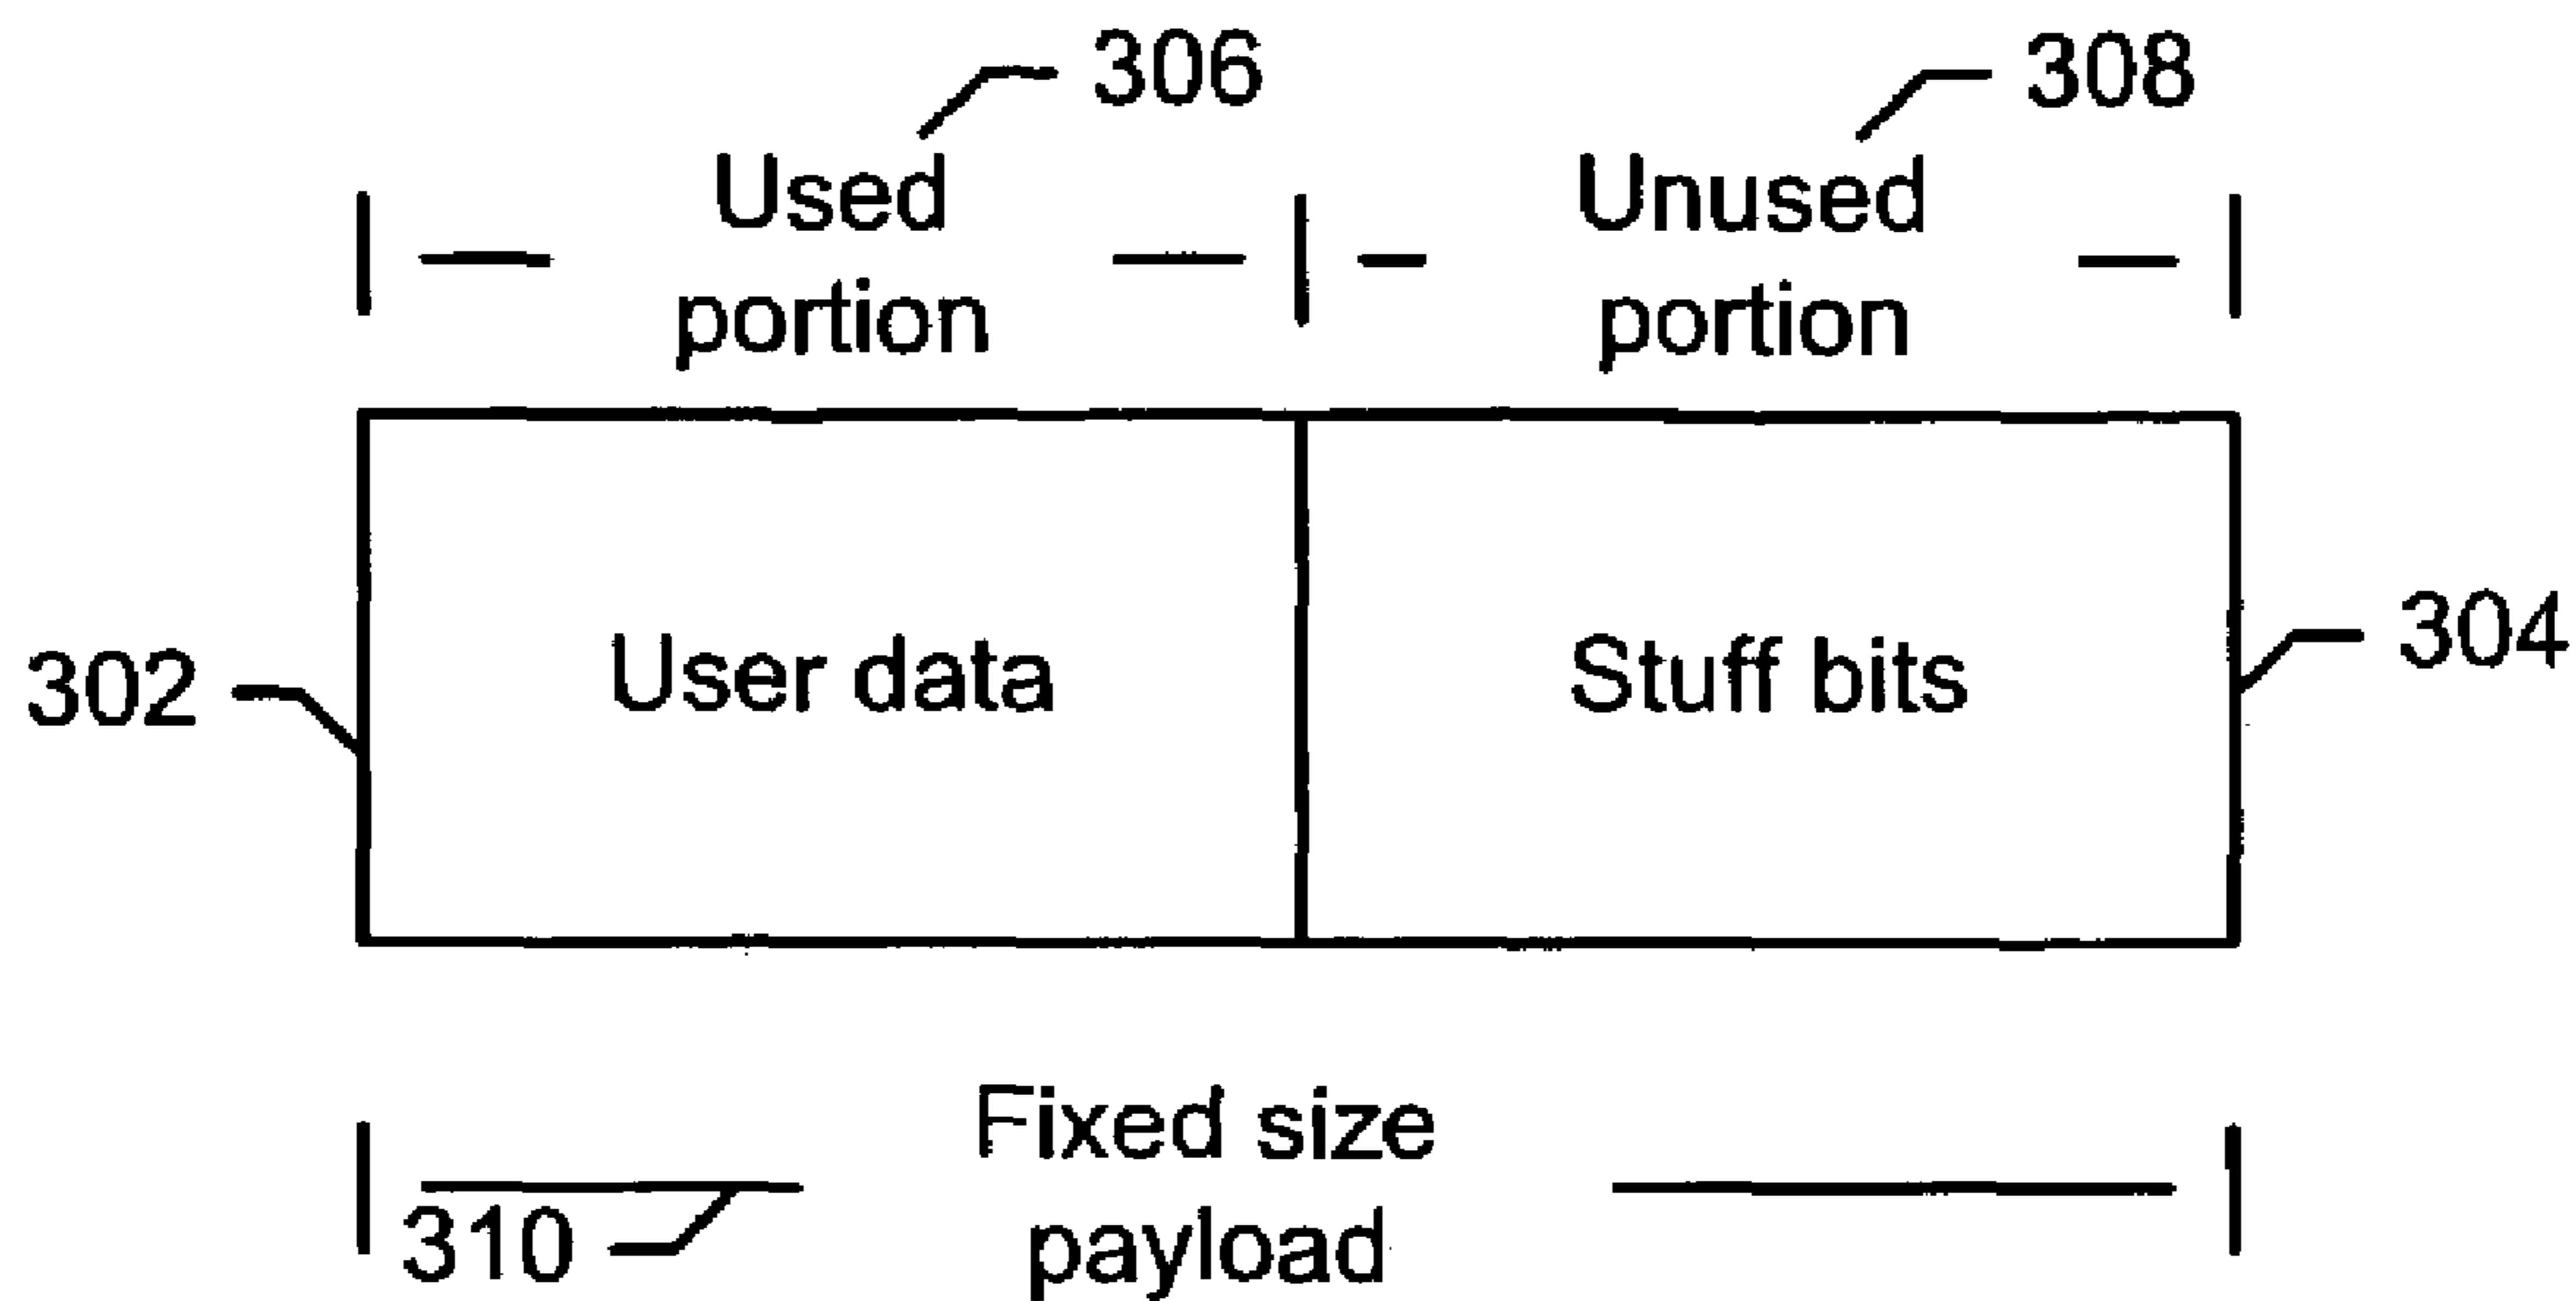 306
308
Used
portion
Unused
portion
302
User data
Stuff bits
304
Fixed size
payload
310